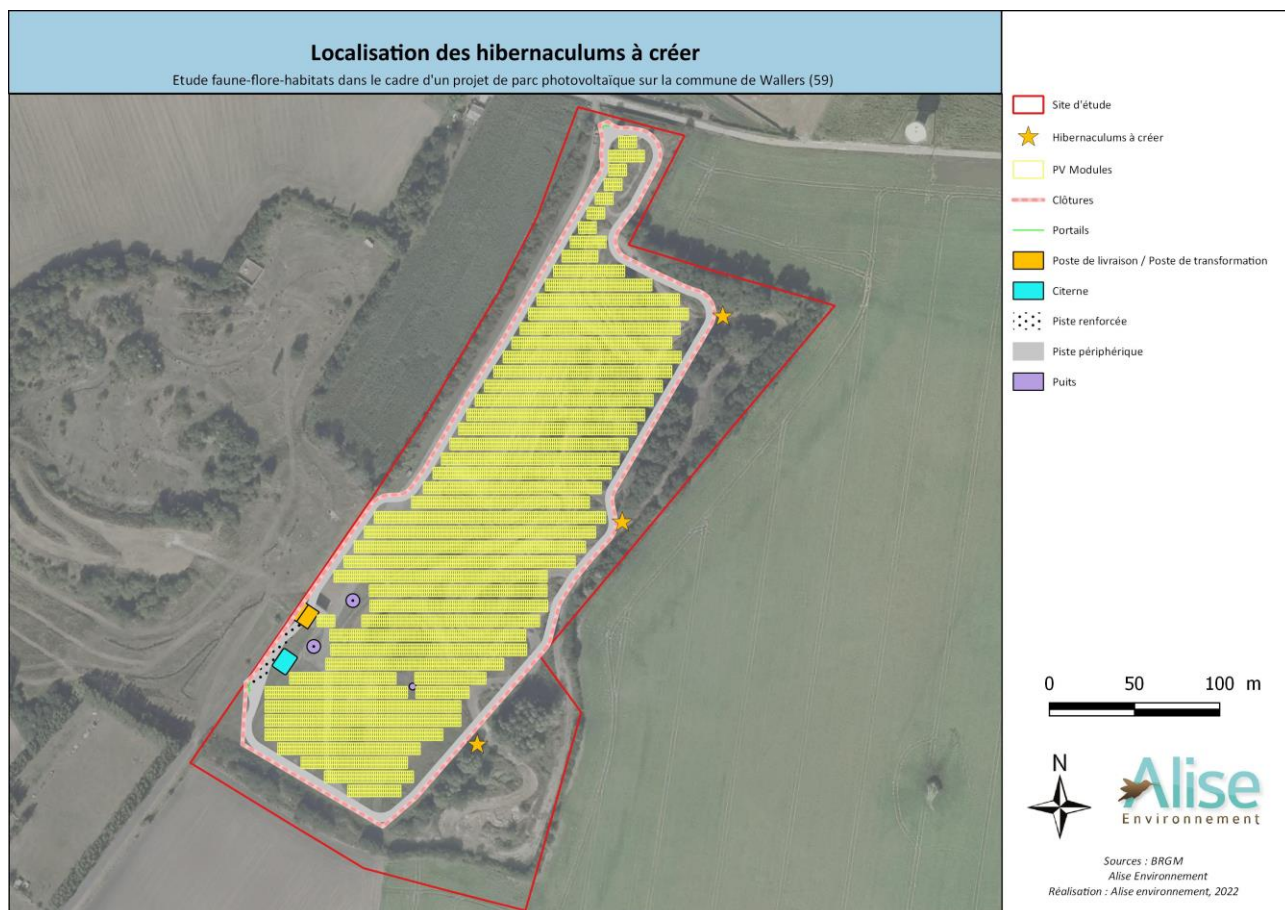 Localisation des hibernaculums à créer
Etude faune-flore-habitats dans le cadre d'un projet de parc photovoltaïque sur la commune de Wallers (59)
Site d'étude
Hibernaculums à créer
PV Modules
Clôtures
Portails
Poste de livraison / Poste de transformation
Citerne
Piste renforcée
Piste périphérique
Puits
0 50 100 m
N
Alise
Environnement
Sources : BRGM
Alise Environnement
Réalisation : Alise environnement, 2022